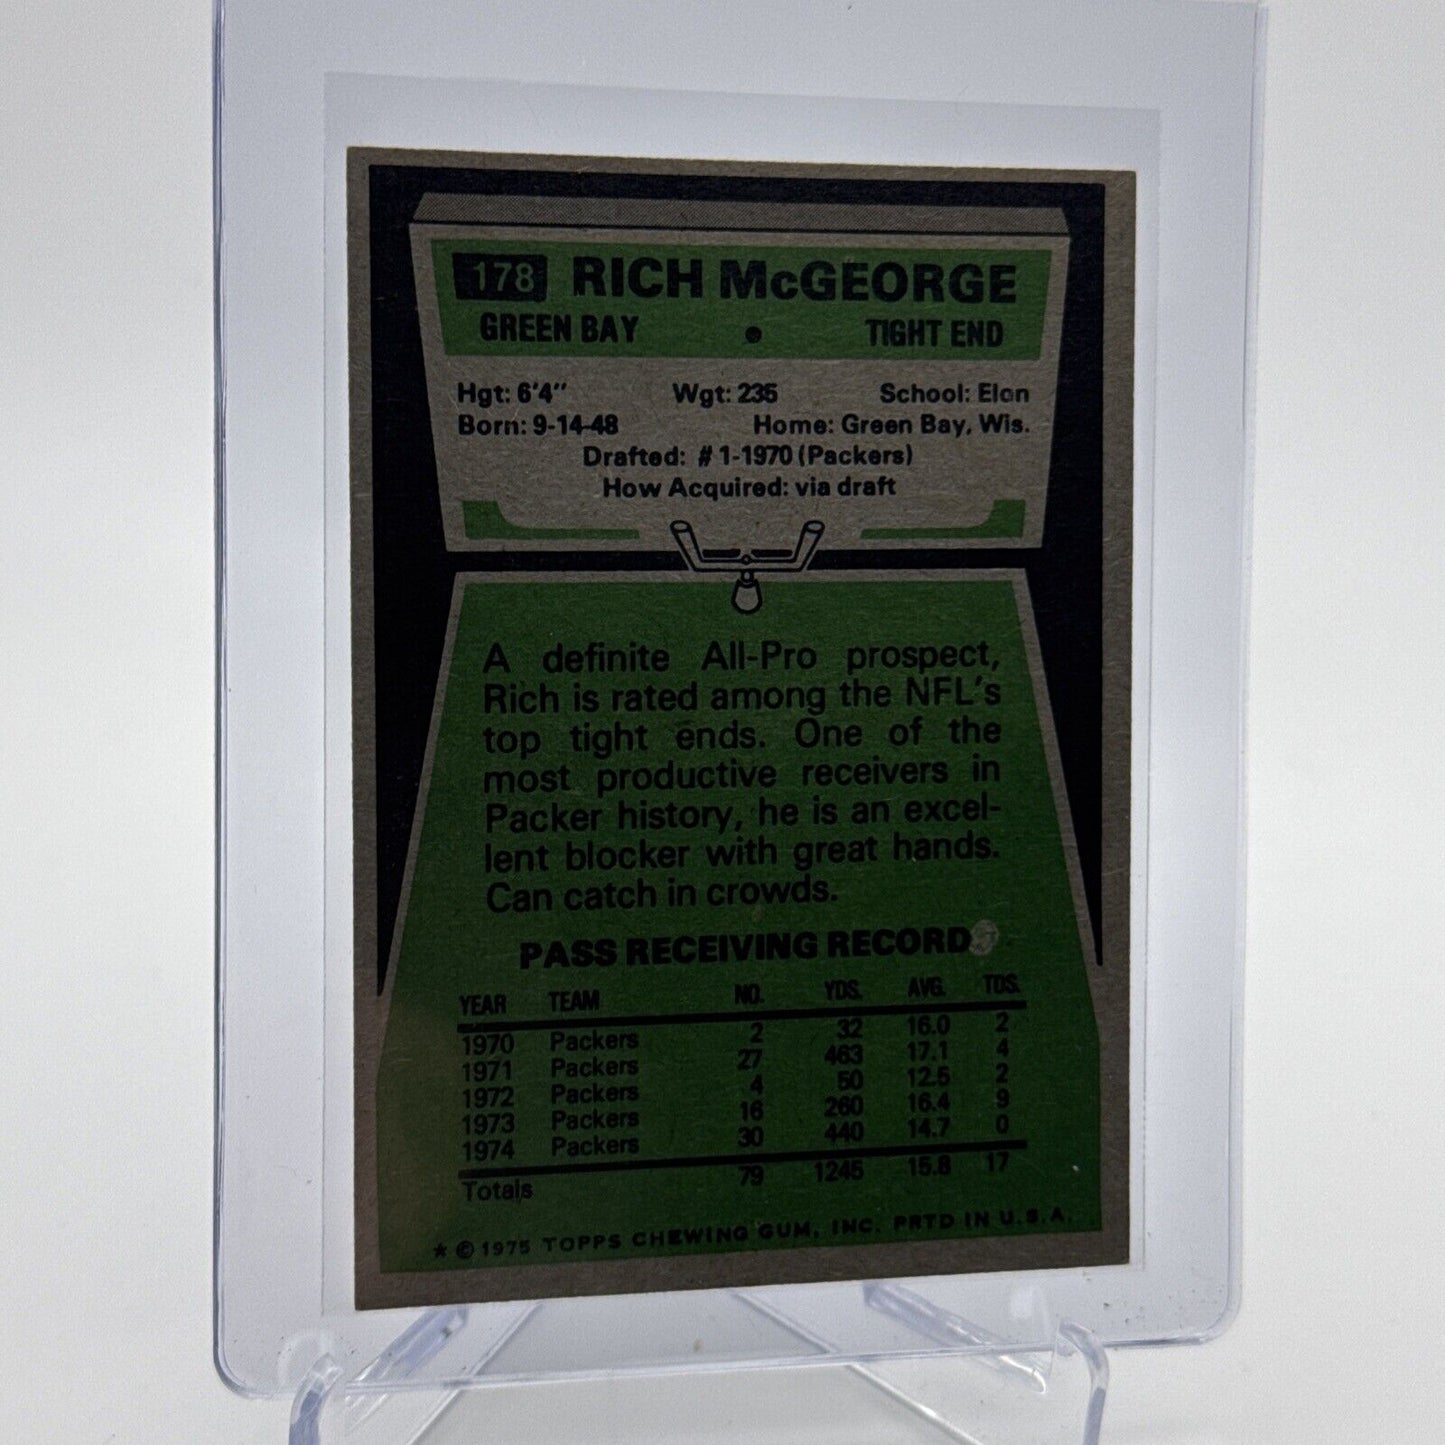 178 RICH McGEORGE
GREEN BAY • TIGHT END
Hgt: 6'4" Wgt: 235 School: Elon
Born: 9-14-48 Home: Green Bay, Wis.
Drafted: #1-1970 (Packers)
How Acquired: via draft
A definite All-Pro prospect,
Rich is rated among the NFL's
top tight ends. One of the
most productive receivers in
Packer history, he is an excel-
lent blocker with great hands.
Can catch in crowds.
PASS RECEIVING RECORD
YEAR TEAM NO. YDS. AVG. TDS.
1970 Packers 2 32 16.0 2
1971 Packers 27 463 17.1 4
1972 Packers 4 50 12.5 2
1973 Packers 16 260 16.4 9
1974 Packers 30 440 14.7 0
Totals 79 1245 15.8 17
★ © 1975 TOPPS CHEWING GUM, INC. PRTD IN U.S.A.